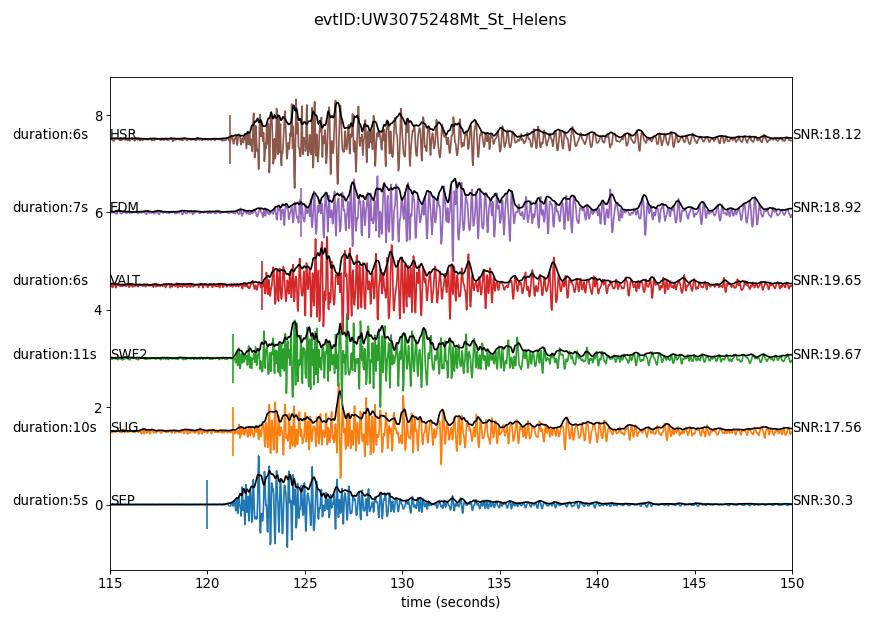 evtID:UW3075248Mt_St_Helens
8
duration:6s HSR SNR:18.12
duration:7s EDM SNR:18.92
6
duration:6s VALT SNR:19.65
4
duration:11s SWF2 SNR:19.67
2
duration:10s SUG SNR:17.56
duration:5s SEP SNR:30.3
0
115 120 125 130 135 140 145 150
time (seconds)